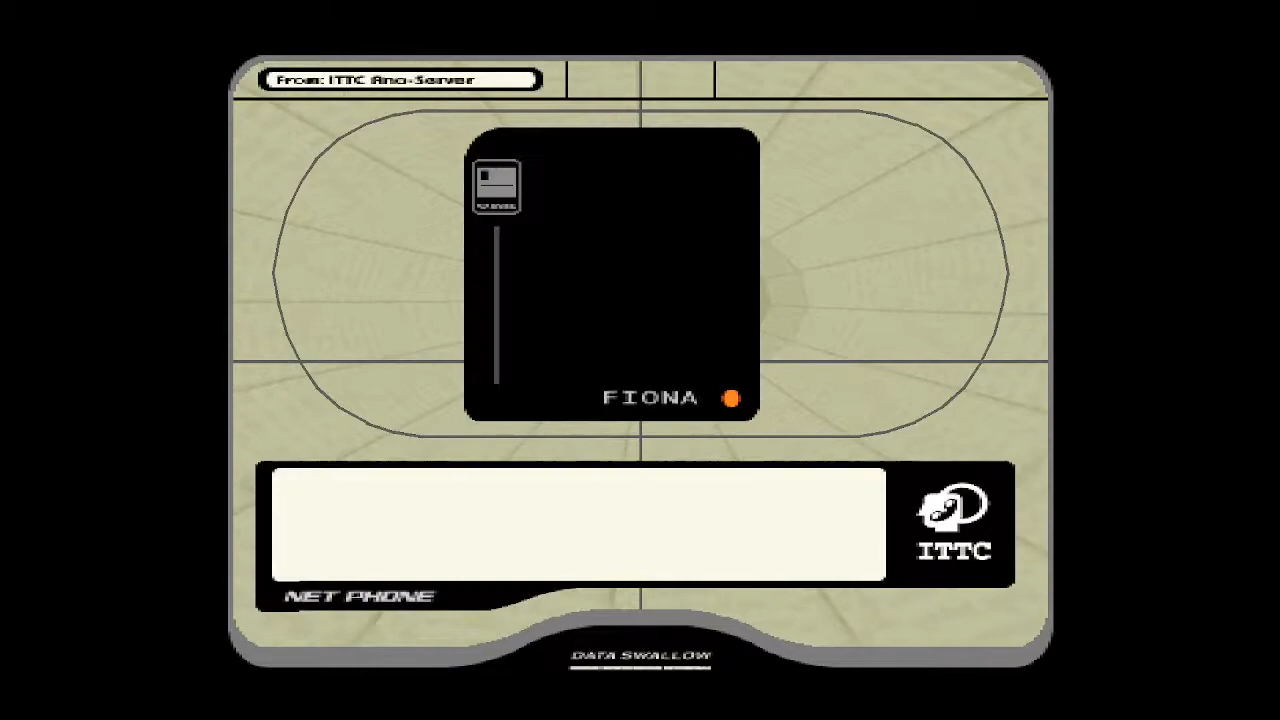 From: ITTC Ano-Server
FIONA
ITTC
NET PHONE
DATA SWALLOW